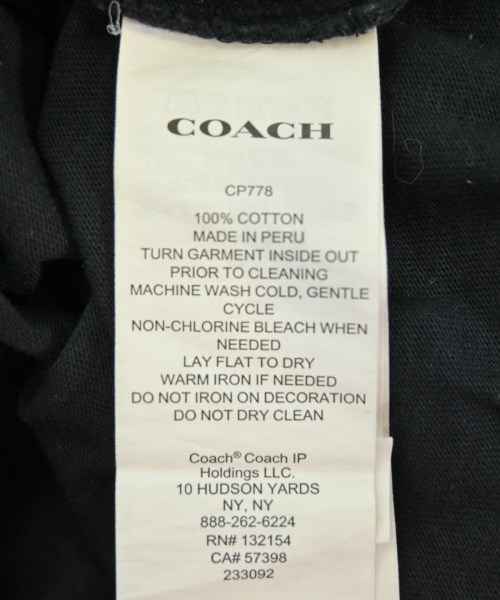 COACH
CP778
100% COTTON
MADE IN PERU
TURN GARMENT INSIDE OUT
PRIOR TO CLEANING
MACHINE WASH COLD, GENTLE
CYCLE
NON-CHLORINE BLEACH WHEN
NEEDED
LAY FLAT TO DRY
WARM IRON IF NEEDED
DO NOT IRON ON DECORATION
DO NOT DRY CLEAN
Coach® Coach IP
Holdings LLC.
10 HUDSON YARDS
NY, NY
888-262-6224
RN# 132154
CA# 57398
233092